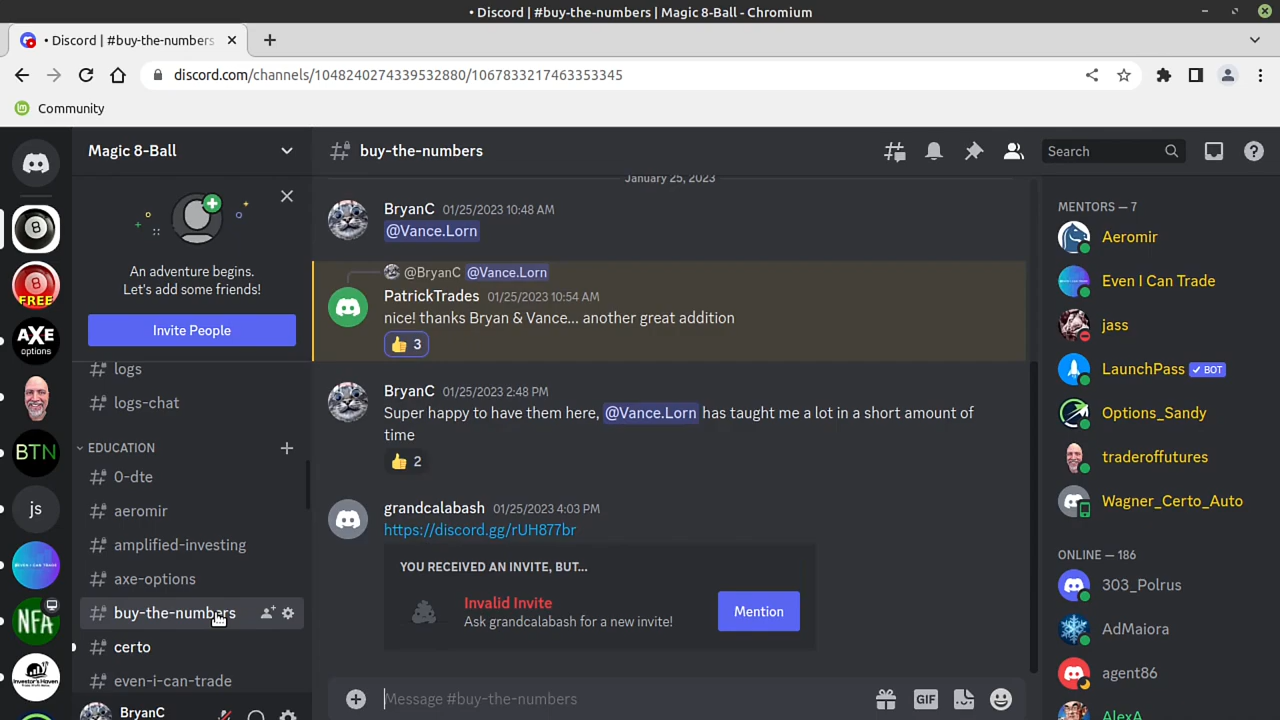 • Discord | #buy-the-numbers | Magic 8-Ball - Chromium
• Discord | #buy-the-numbers
discord.com/channels/1048240274339532880/1067833217463353345
Community
Magic 8-Ball
An adventure begins.
Let's add some friends!
Invite People
logs
logs-chat
EDUCATION
0-dte
aeromir
amplified-investing
axe-options
buy-the-numbers
certo
even-i-can-trade
BryanC
8
8
FREE
AXE
options
BTN
js
NFA
buy-the-numbers
Search
January 25, 2023
BryanC 01/25/2023 10:48 AM
@Vance.Lorn
@BryanC @Vance.Lorn
PatrickTrades 01/25/2023 10:54 AM
nice! thanks Bryan & Vance... another great addition
3
BryanC 01/25/2023 2:48 PM
Super happy to have them here, @Vance.Lorn has taught me a lot in a short amount of
time
2
grandcalabash 01/25/2023 4:03 PM
https://discord.gg/rUH877br
YOU RECEIVED AN INVITE, BUT...
Invalid Invite
Ask grandcalabash for a new invite!
Mention
Message #buy-the-numbers
GIF
MENTORS — 7
Aeromir
Even I Can Trade
jass
LaunchPass ✓ BOT
Options_Sandy
traderoffutures
Wagner_Certo_Auto
ONLINE — 186
303_Polrus
AdMaiora
agent86
AlexA